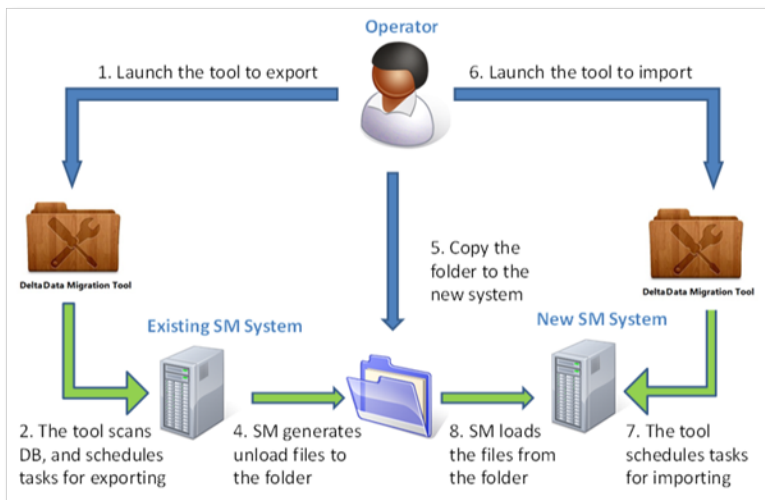 Operator
1. Launch the tool to export
6. Launch the tool to import
5. Copy the
folder to the
new system
DeltaData Migration Tool
DeltaData Migration Tool
Existing SM System
New SM System
2. The tool scans
DB, and schedules
tasks for exporting
4. SM generates
unload files to
the folder
8. SM loads
the files from
the folder
7. The tool
schedules tasks
for importing